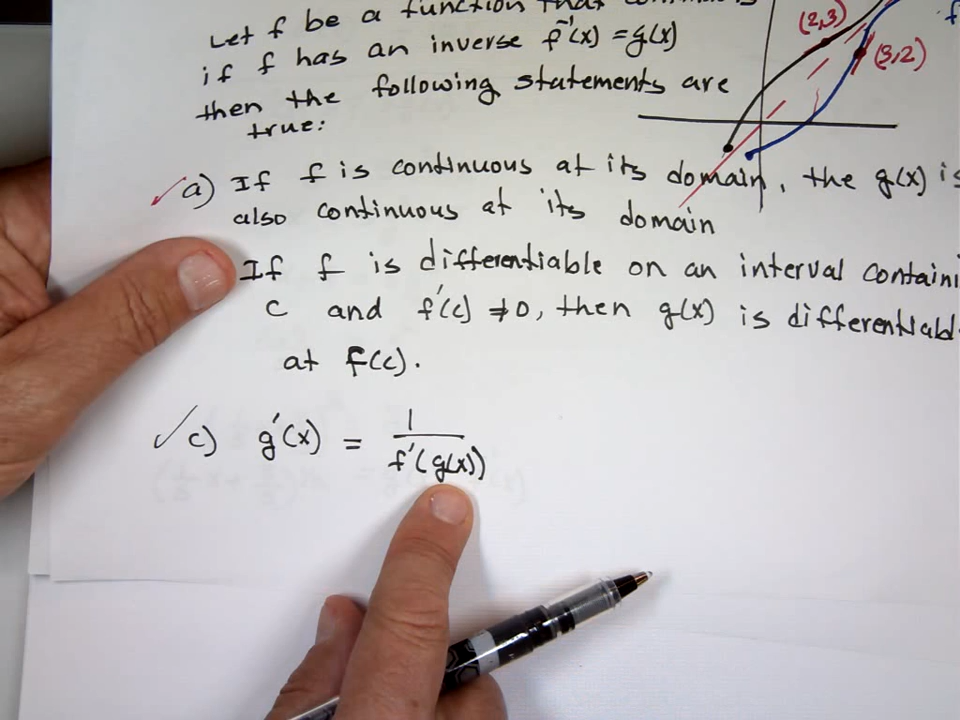 Let f be a function that
if f has an inverse f⁻¹(x) = g(x)
then the following statements are
true:
(2,3)
(3,2)
a) If f is continuous at its domain, the g(x) is
also continuous at its domain
If f is differentiable on an interval containi
c and f'(c) ≠ 0, then g(x) is differentiabl
at f(c).
c) g'(x) = 1 / f'(g(x))